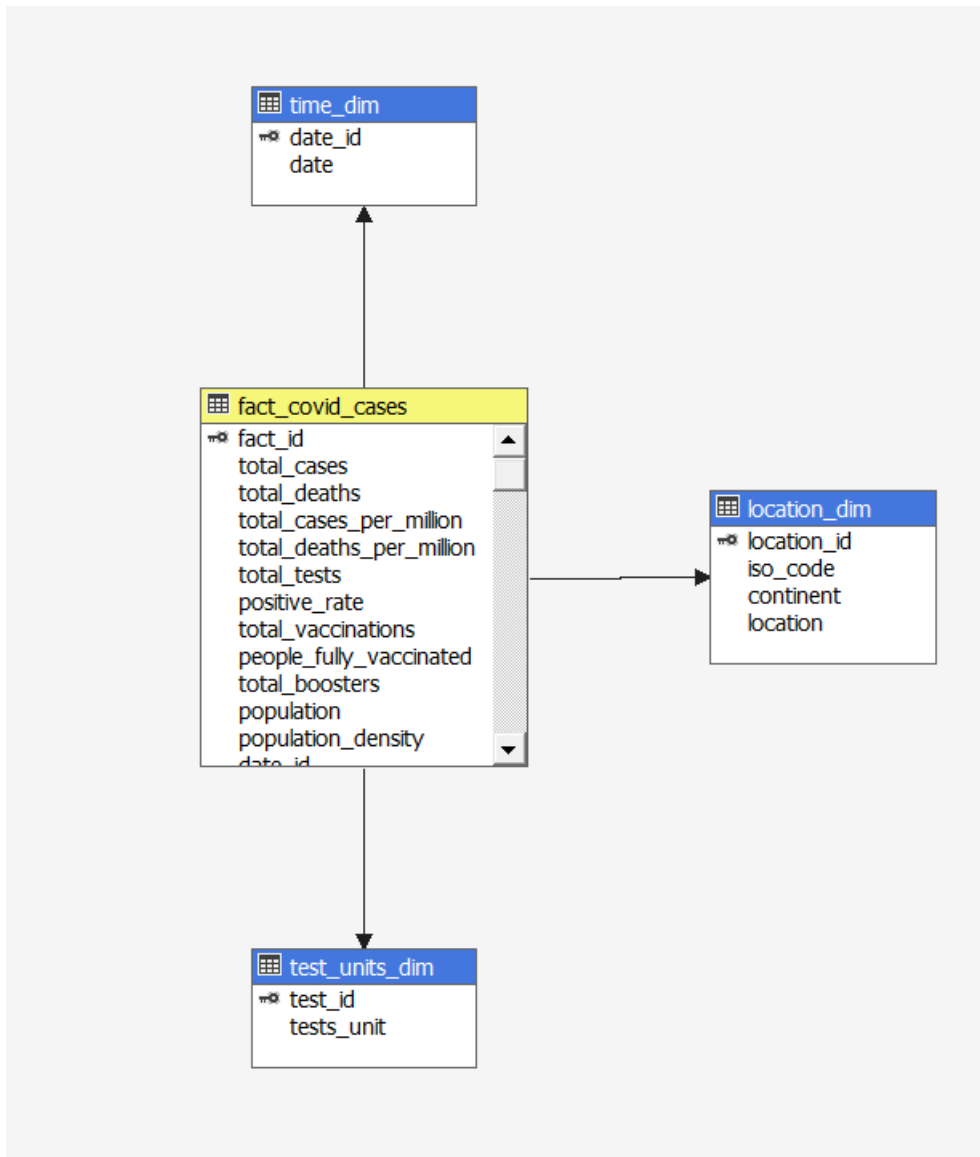 time_dim
date_id
date
fact_covid_cases
fact_id
total_cases
total_deaths
total_cases_per_million
total_deaths_per_million
total_tests
positive_rate
total_vaccinations
people_fully_vaccinated
total_boosters
population
population_density
date_id
location_dim
location_id
iso_code
continent
location
test_units_dim
test_id
tests_unit